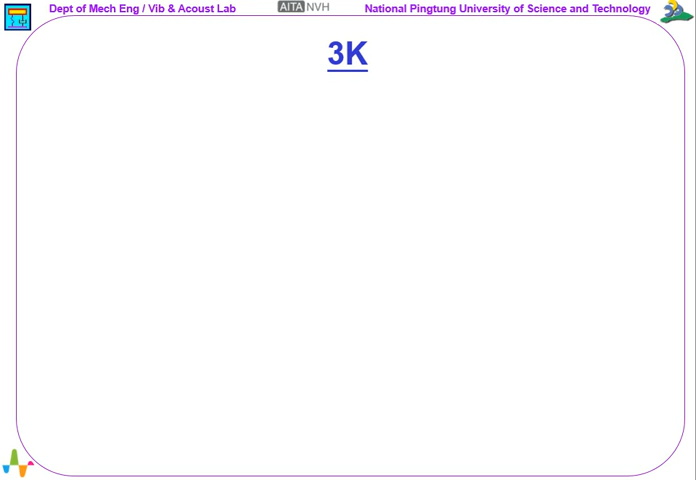 Dept of Mech Eng / Vib & Acoust Lab
AITA NVH
National Pingtung University of Science and Technology
3K